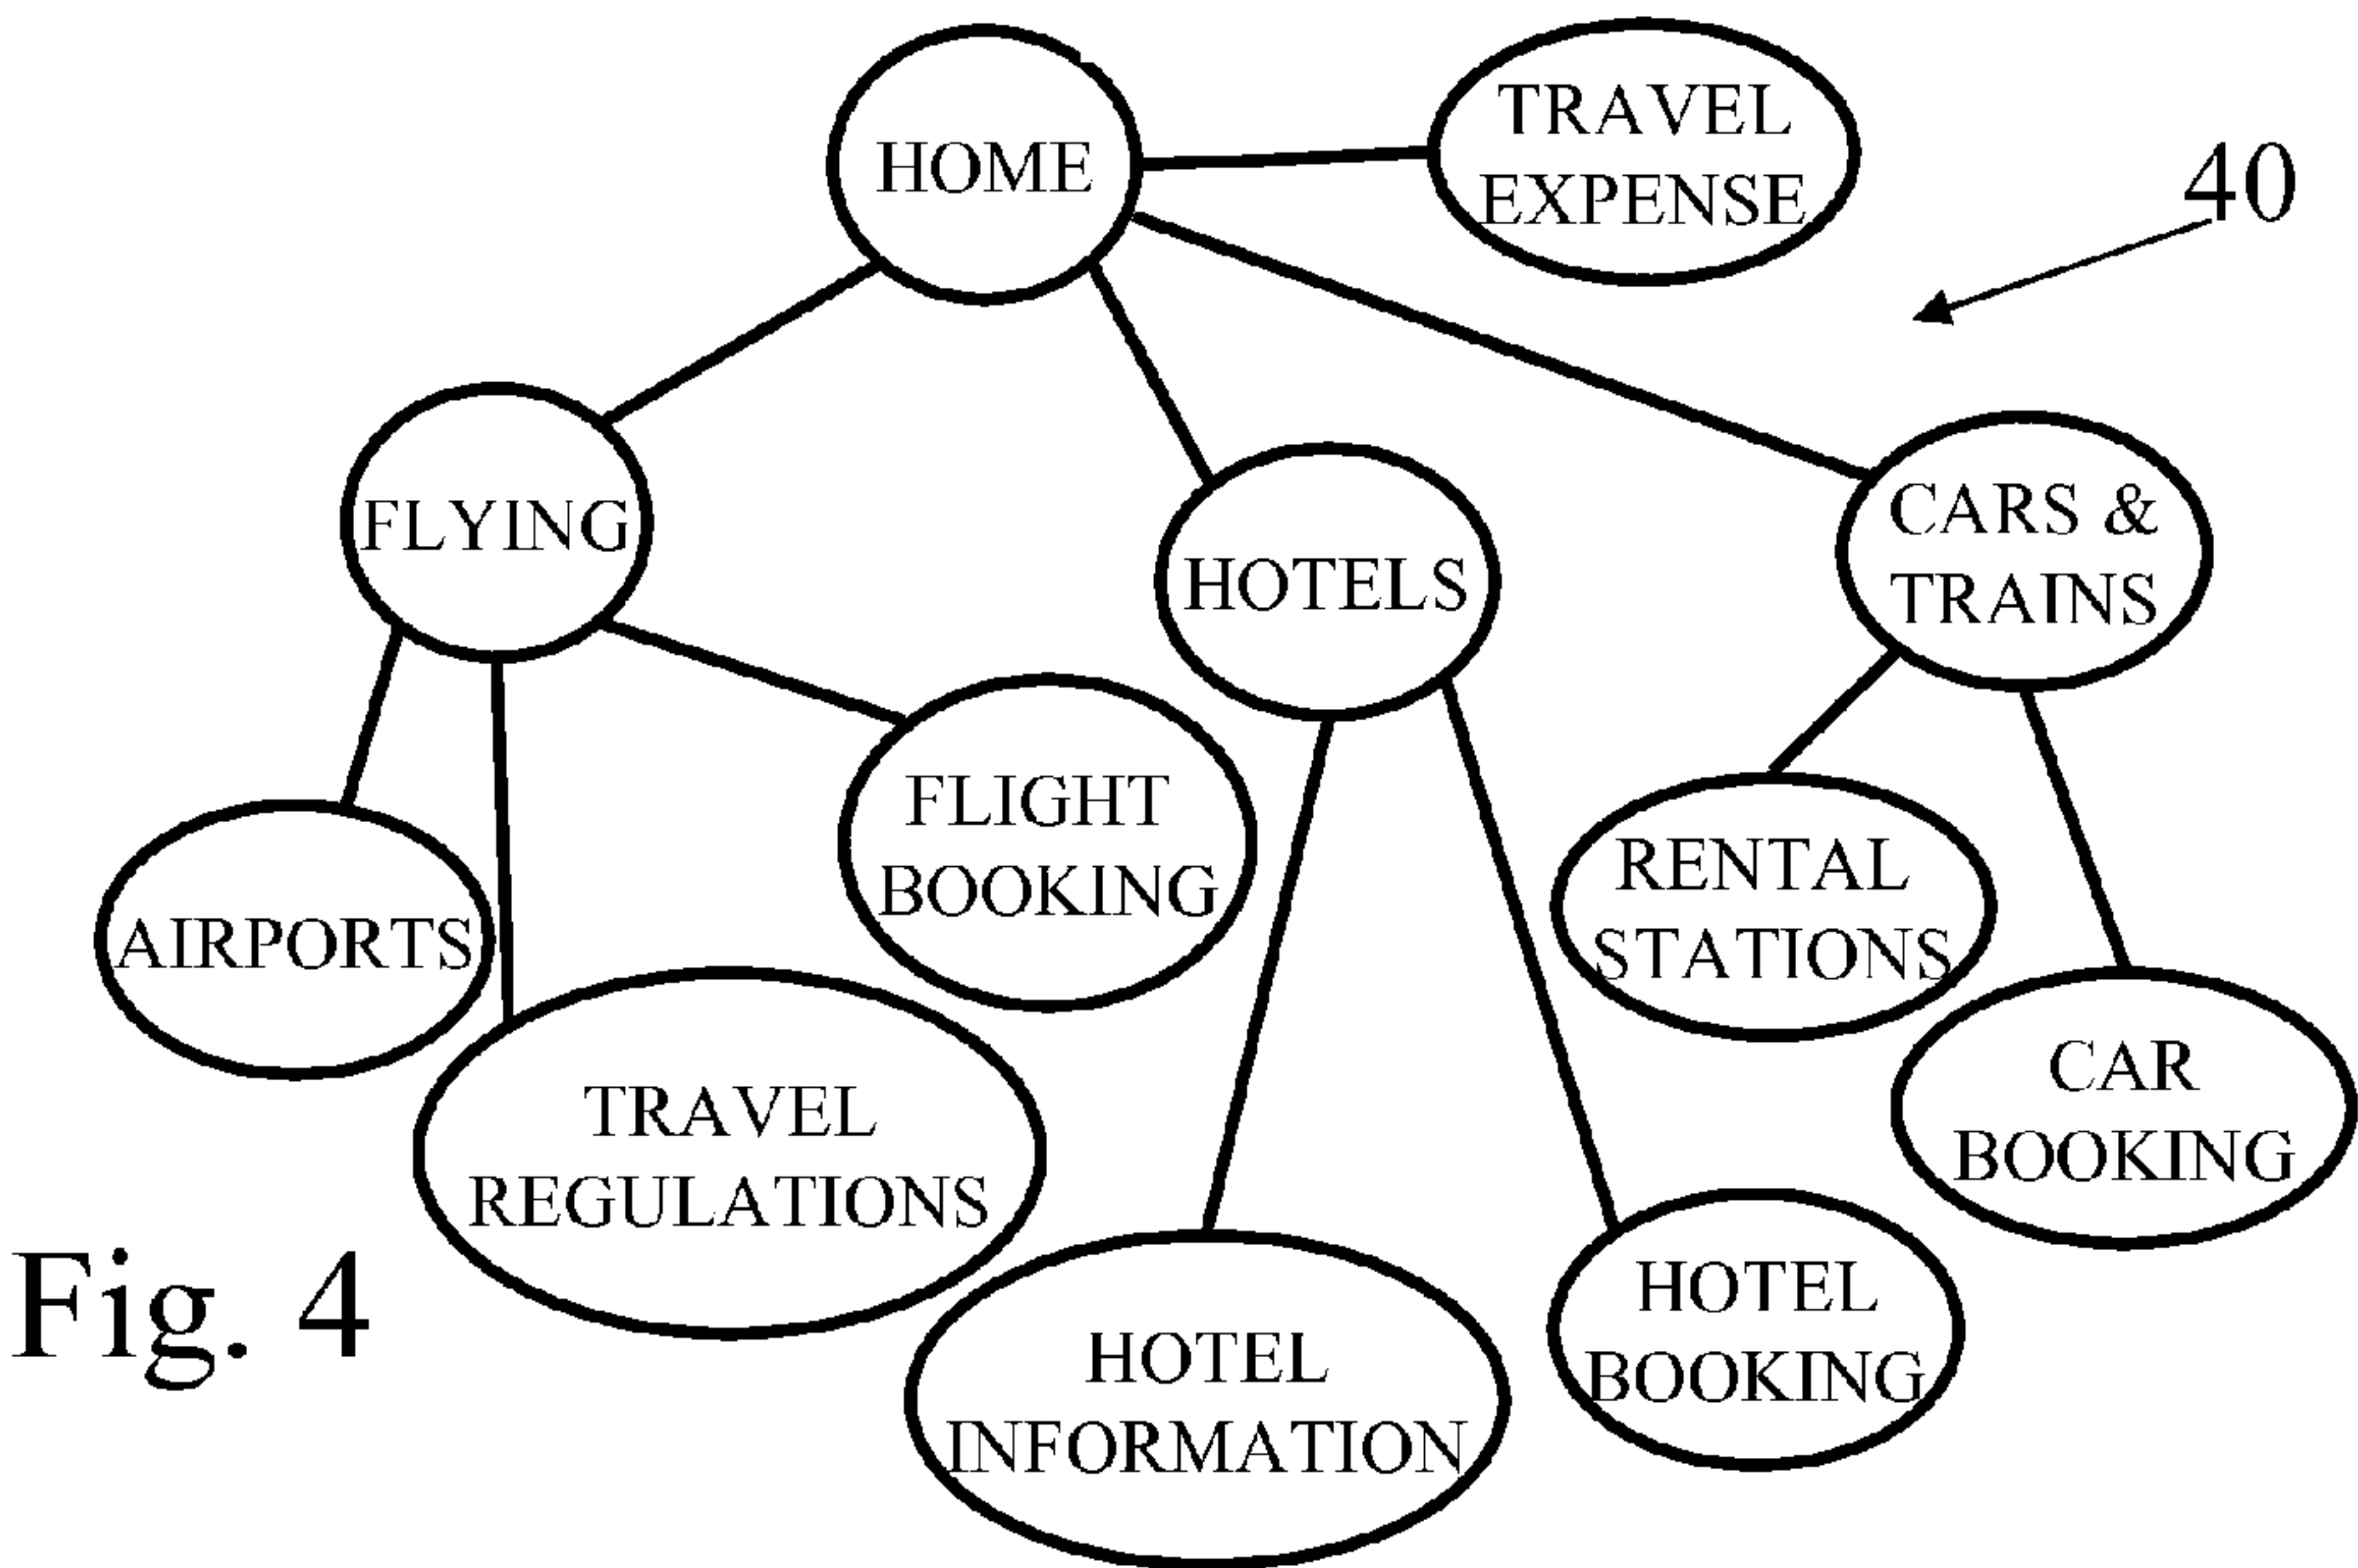 HOME
TRAVEL
EXPENSE
40
FLYING
HOTELS
CARS &
TRAINS
AIRPORTS
FLIGHT
BOOKING
RENTAL
STATIONS
TRAVEL
REGULATIONS
CAR
BOOKING
HOTEL
INFORMATION
HOTEL
BOOKING
Fig. 4